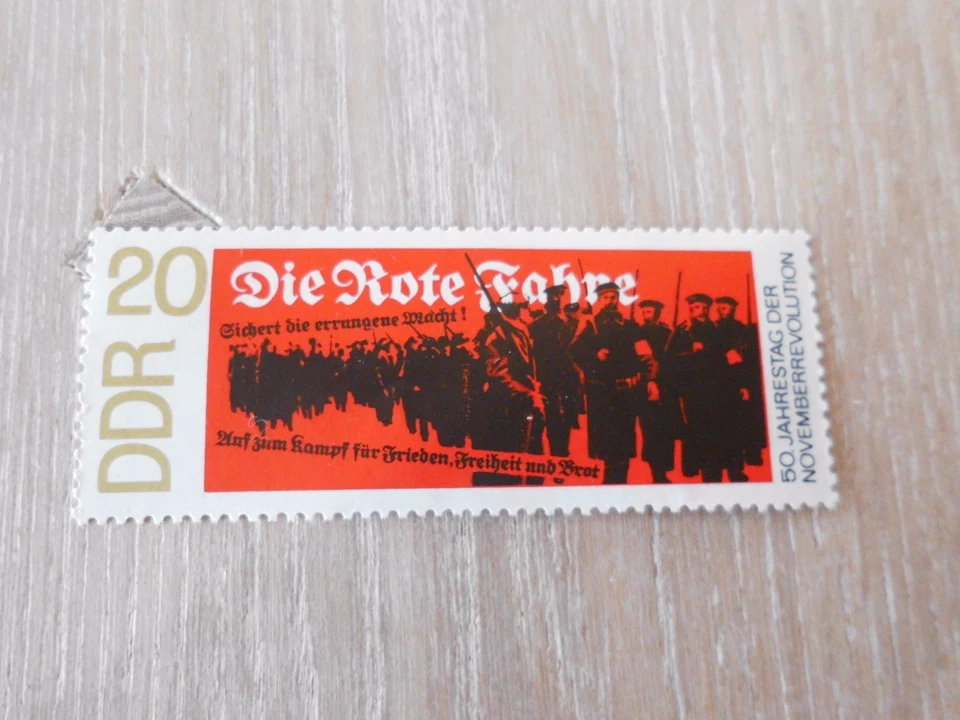 20
DDR
Die Rote Fahne
Sichert die errungene Macht!
Auf zum Kampf für Frieden, Freiheit und Brot
50. JAHRESTAG DER
NOVEMBERREVOLUTION